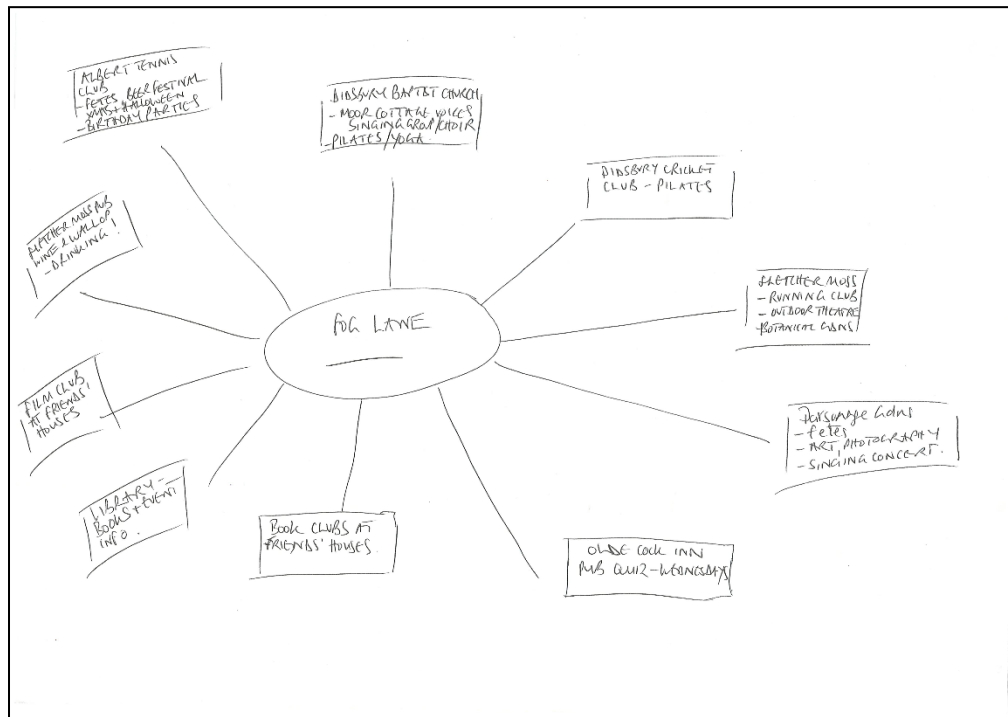 ALBERT TENNIS
CLUB
- FETES BEER FESTIVAL
XMAS + HALLOWEEN
- BIRTHDAY PARTIES
DIDSBURY BAPTIST CHURCH
- MOOR COTTAGE VOICES
SINGING GROUP/CHOIR
- PILATES/YOGA
DIDSBURY CRICKET
CLUB - PILATES
FLETCHER MOSS PUB
WINE & WALLOP
- DRINKING!
FOG LANE
FLETCHER MOSS
- RUNNING CLUB
- OUTDOOR THEATRE
- BOTANICAL GDNS
FILM CLUB
AT FRIENDS'
HOUSES
Parsonage Gdns
- fetes
- ART, PHOTOGRAPHY
- SINGING CONCERT.
LIBRARY -
BOOKS + EVENT
INFO.
BOOK CLUBS AT
FRIENDS' HOUSES.
OLDE COCK INN
PUB QUIZ - WEDNESDAYS